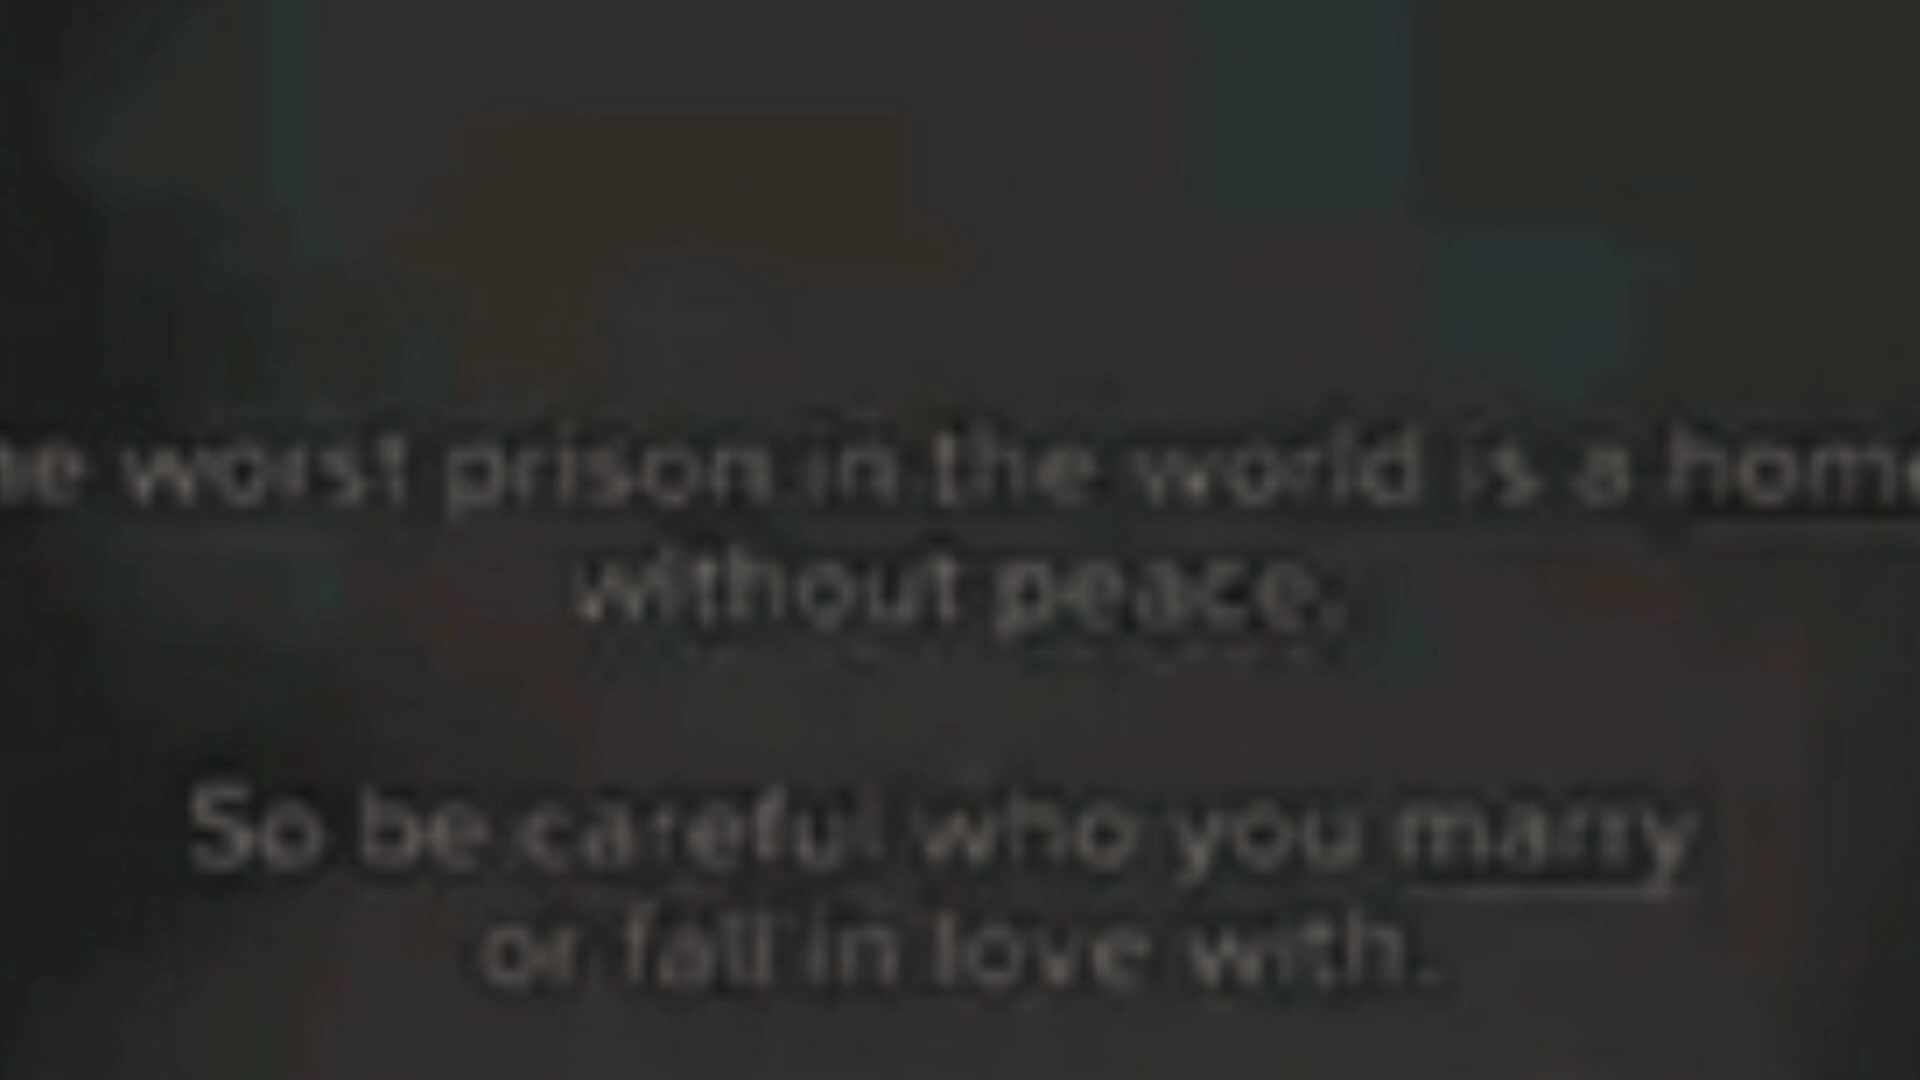 he worst prison in the world is a home
without peace.
So be careful who you marry
or fall in love with.